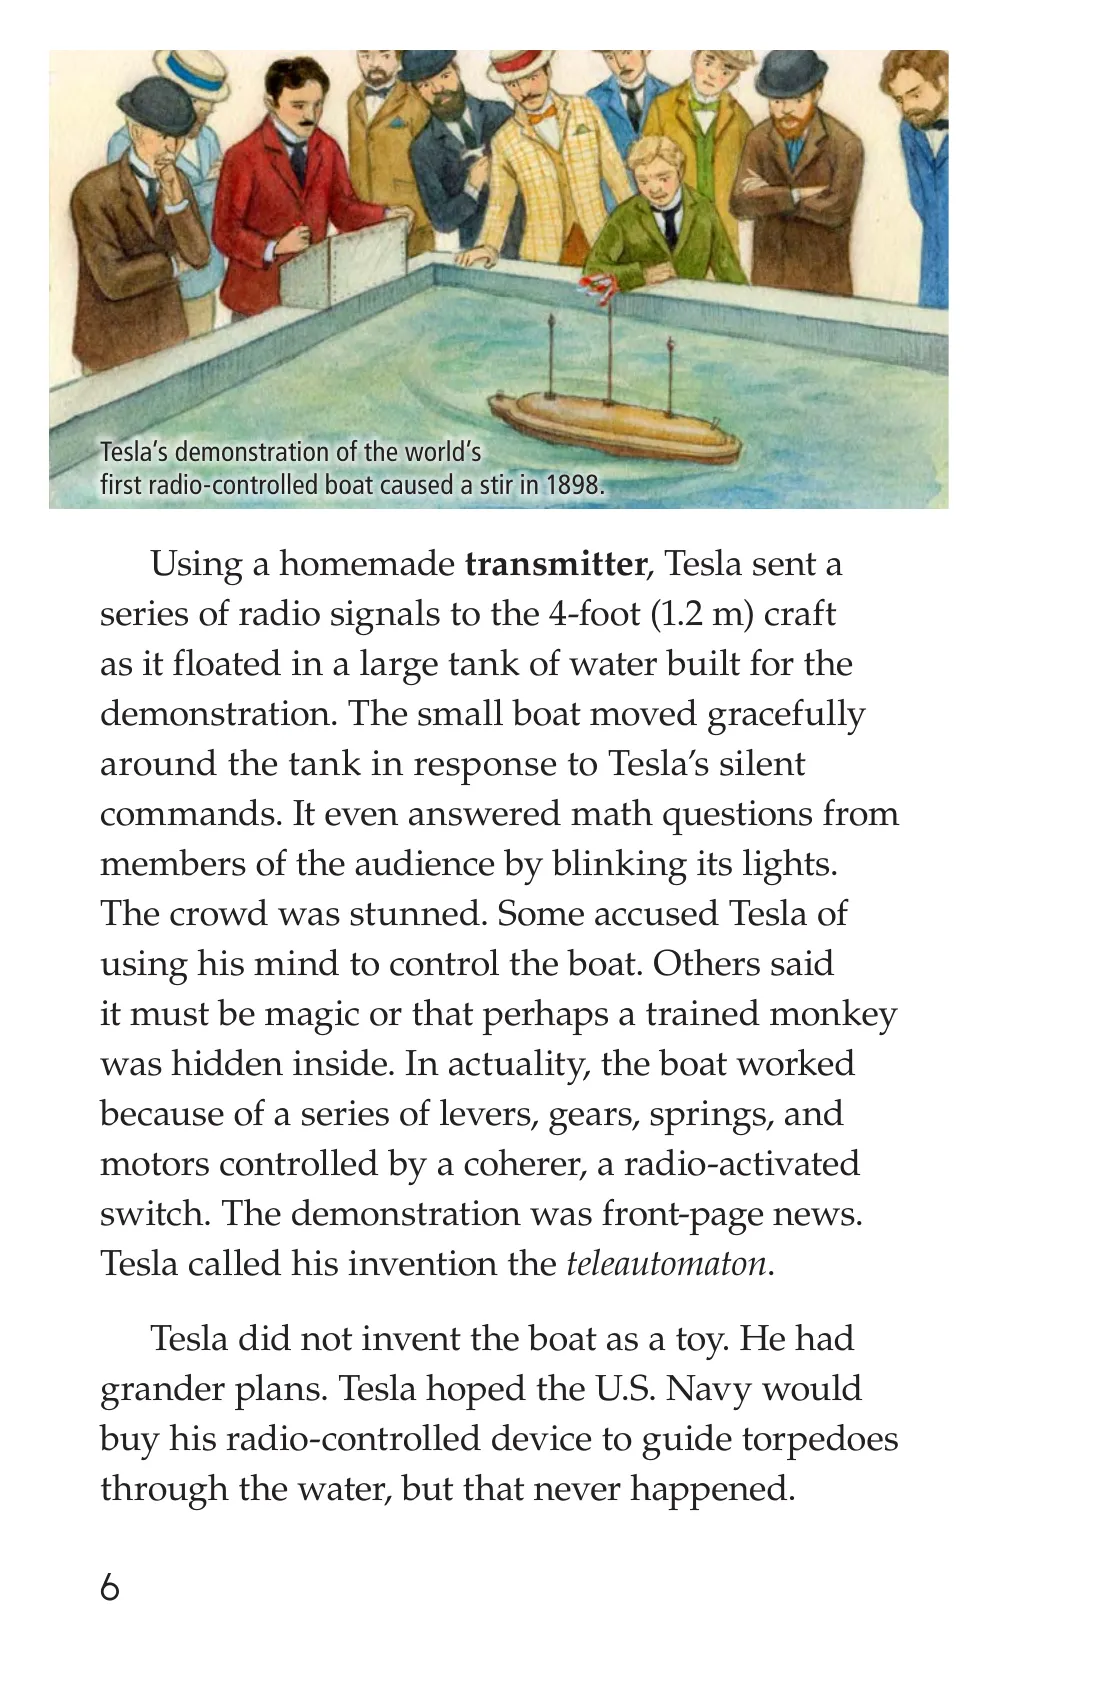 Tesla’s demonstration of the world’s
first radio-controlled boat caused a stir in 1898.
Using a homemade transmitter, Tesla sent a
series of radio signals to the 4-foot (1.2 m) craft
as it floated in a large tank of water built for the
demonstration. The small boat moved gracefully
around the tank in response to Tesla’s silent
commands. It even answered math questions from
members of the audience by blinking its lights.
The crowd was stunned. Some accused Tesla of
using his mind to control the boat. Others said
it must be magic or that perhaps a trained monkey
was hidden inside. In actuality, the boat worked
because of a series of levers, gears, springs, and
motors controlled by a coherer, a radio-activated
switch. The demonstration was front-page news.
Tesla called his invention the teleautomaton.
Tesla did not invent the boat as a toy. He had
grander plans. Tesla hoped the U.S. Navy would
buy his radio-controlled device to guide torpedoes
through the water, but that never happened.
6